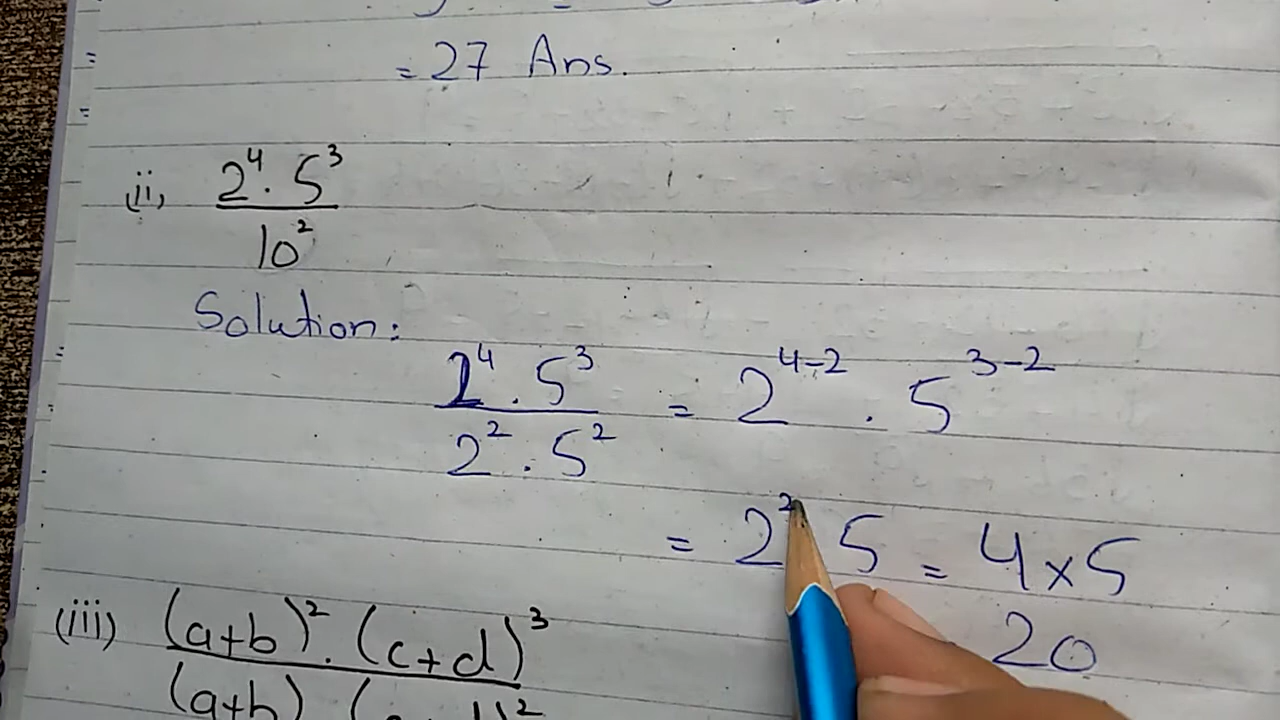 = 27 Ans.
(ii) 2⁴ · 5³
10²
Solution:
2⁴ · 5³ = 2⁴⁻² · 5³⁻²
2² · 5²
= 2² 5 = 4 × 5
20
(iii) (a+b)² · (c+d)³
(a+b) · (